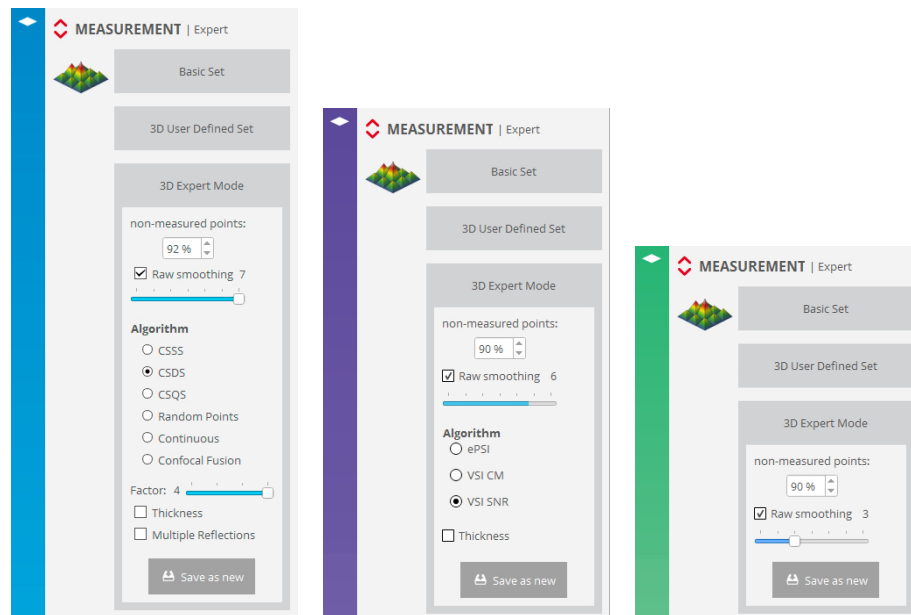 MEASUREMENT | Expert
Basic Set
3D User Defined Set
3D Expert Mode
non-measured points:
92 %
Raw smoothing 7
Algorithm
CSSS
CSDS
CSQS
Random Points
Continuous
Confocal Fusion
Factor: 4
Thickness
Multiple Reflections
Save as new
MEASUREMENT | Expert
Basic Set
3D User Defined Set
3D Expert Mode
non-measured points:
90 %
Raw smoothing 6
Algorithm
ePSI
VSI CM
VSI SNR
Thickness
Save as new
MEASUREMENT | Expert
Basic Set
3D User Defined Set
3D Expert Mode
non-measured points:
90 %
Raw smoothing 3
Save as new